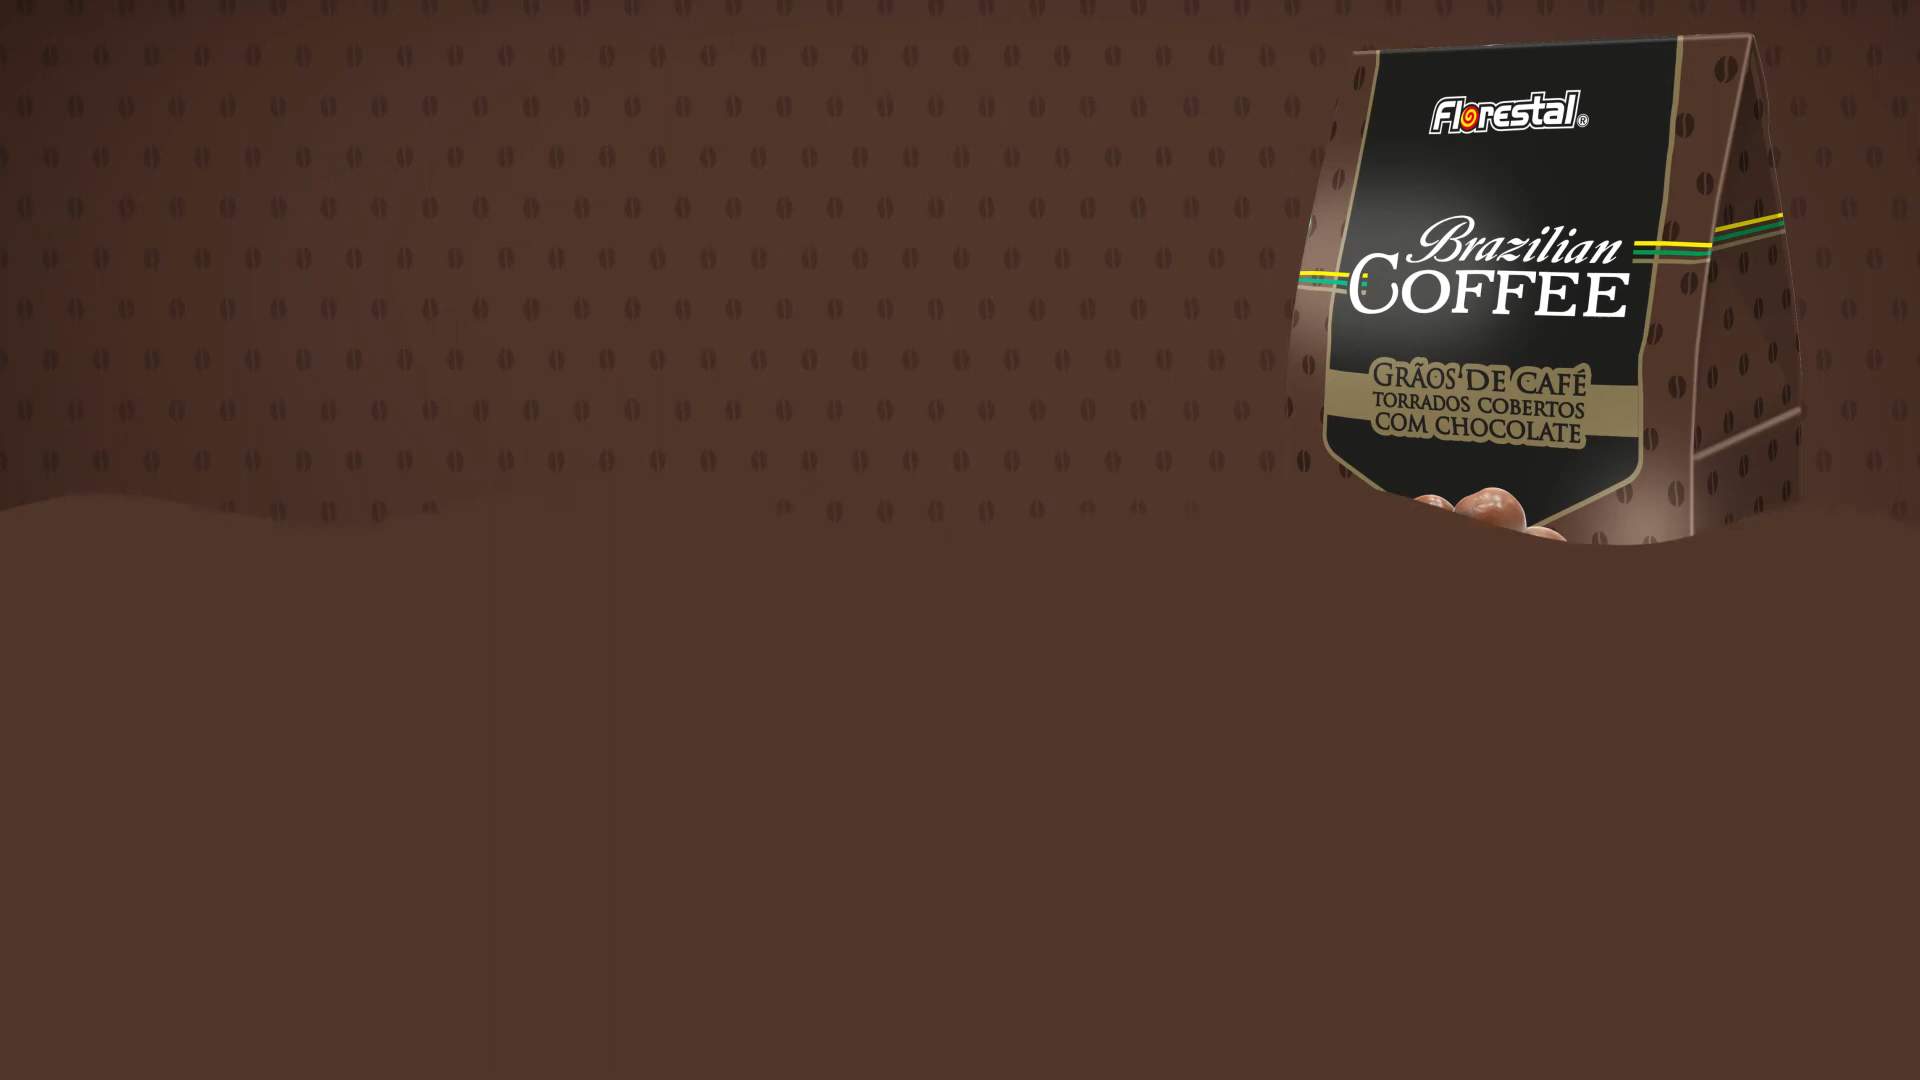 Florestal®
Brazilian
COFFEE
GRÃOS DE CAFÉ
TORRADOS COBERTOS
COM CHOCOLATE